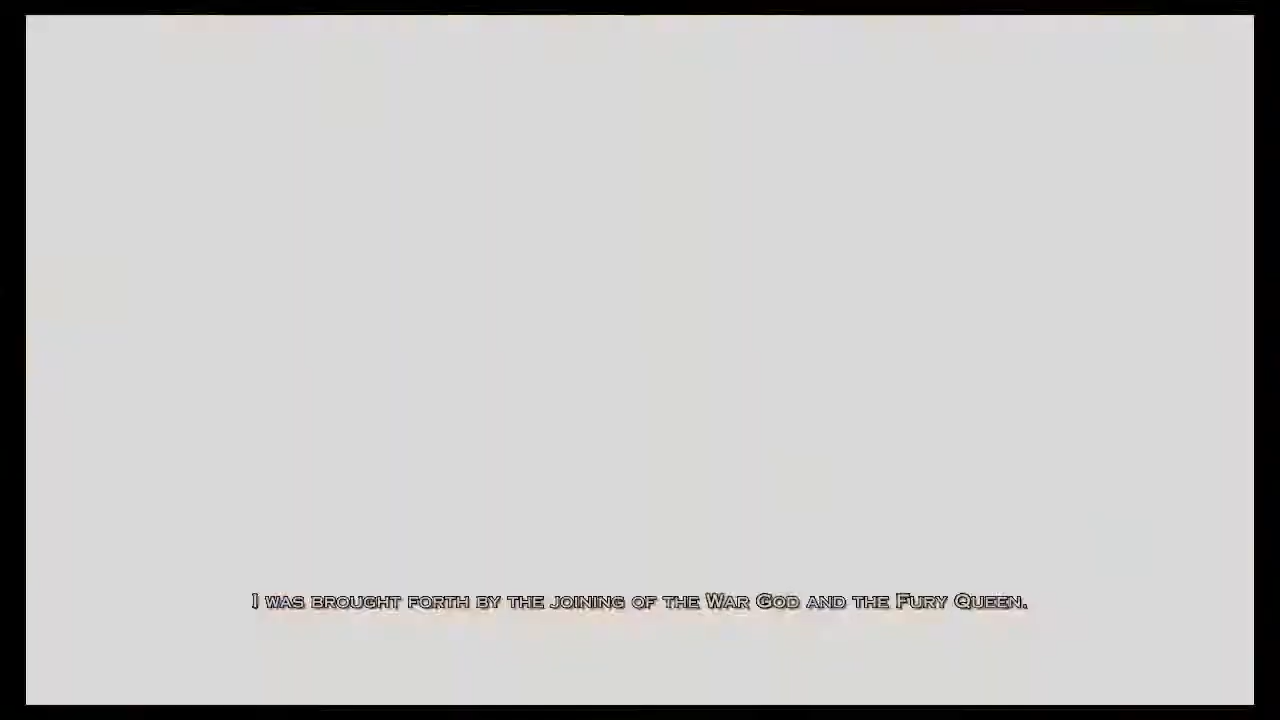 I was brought forth by the joining of the War God and the Fury Queen.